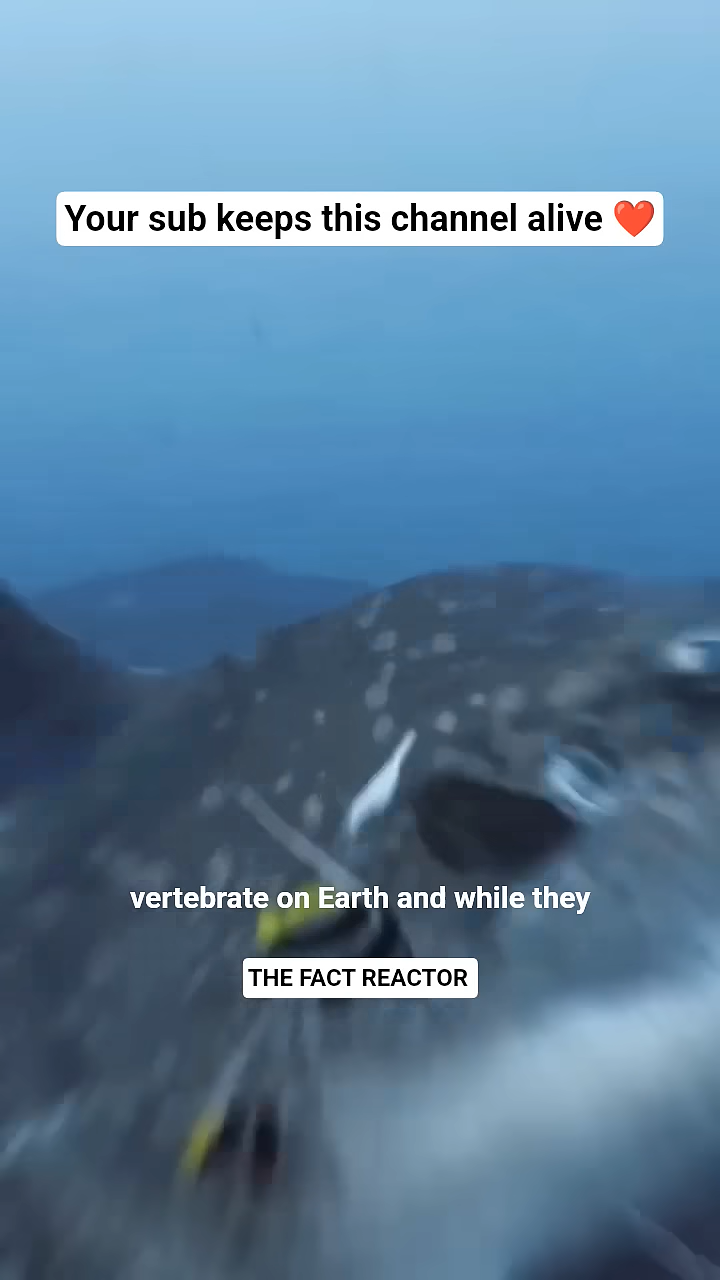 Your sub keeps this channel alive ❤️
vertebrate on Earth and while they
THE FACT REACTOR